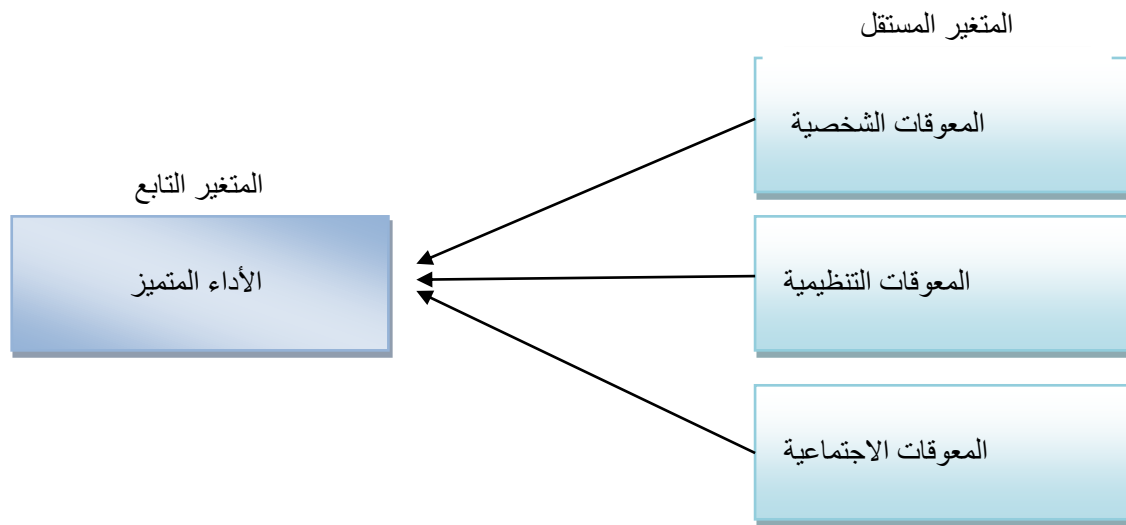 المتغير المستقل
المعوقات الشخصية
المتغير التابع
المعوقات التنظيمية
الأداء المتميز
المعوقات الاجتماعية